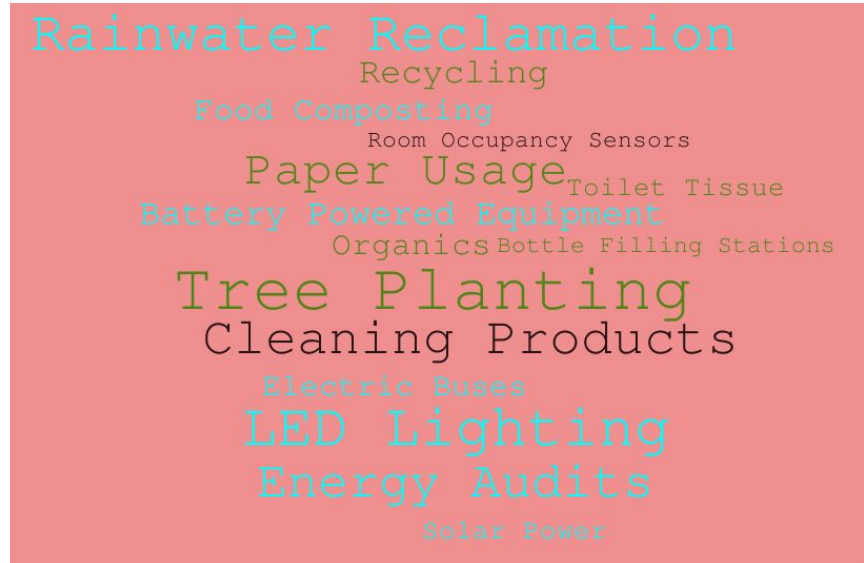 Rainwater Reclamation
Recycling
Food Composting
Room Occupancy Sensors
Paper Usage
Toilet Tissue
Battery Powered Equipment
Organics
Bottle Filling Stations
Tree Planting
Cleaning Products
Electric Buses
LED Lighting
Energy Audits
Solar Power